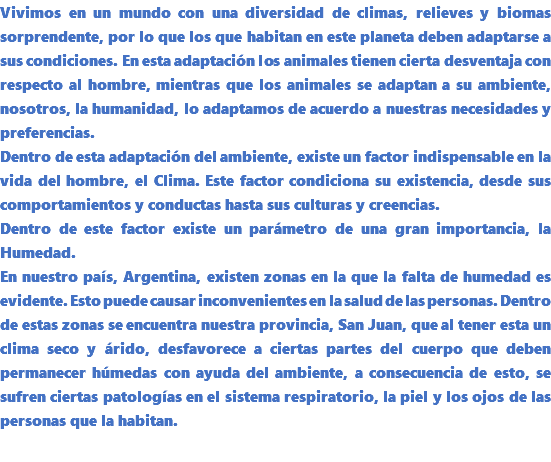 Vivimos en un mundo con una diversidad de climas, relieves y biomas
sorprendente, por lo que los que habitan en este planeta deben adaptarse a
sus condiciones. En esta adaptación los animales tienen cierta desventaja con
respecto al hombre, mientras que los animales se adaptan a su ambiente,
nosotros, la humanidad, lo adaptamos de acuerdo a nuestras necesidades y
preferencias.
Dentro de esta adaptación del ambiente, existe un factor indispensable en la
vida del hombre, el Clima. Este factor condiciona su existencia, desde sus
comportamientos y conductas hasta sus culturas y creencias.
Dentro de este factor existe un parámetro de una gran importancia, la
Humedad.
En nuestro país, Argentina, existen zonas en la que la falta de humedad es
evidente. Esto puede causar inconvenientes en la salud de las personas. Dentro
de estas zonas se encuentra nuestra provincia, San Juan, que al tener esta un
clima seco y árido, desfavorece a ciertas partes del cuerpo que deben
permanecer húmedas con ayuda del ambiente, a consecuencia de esto, se
sufren ciertas patologías en el sistema respiratorio, la piel y los ojos de las
personas que la habitan.